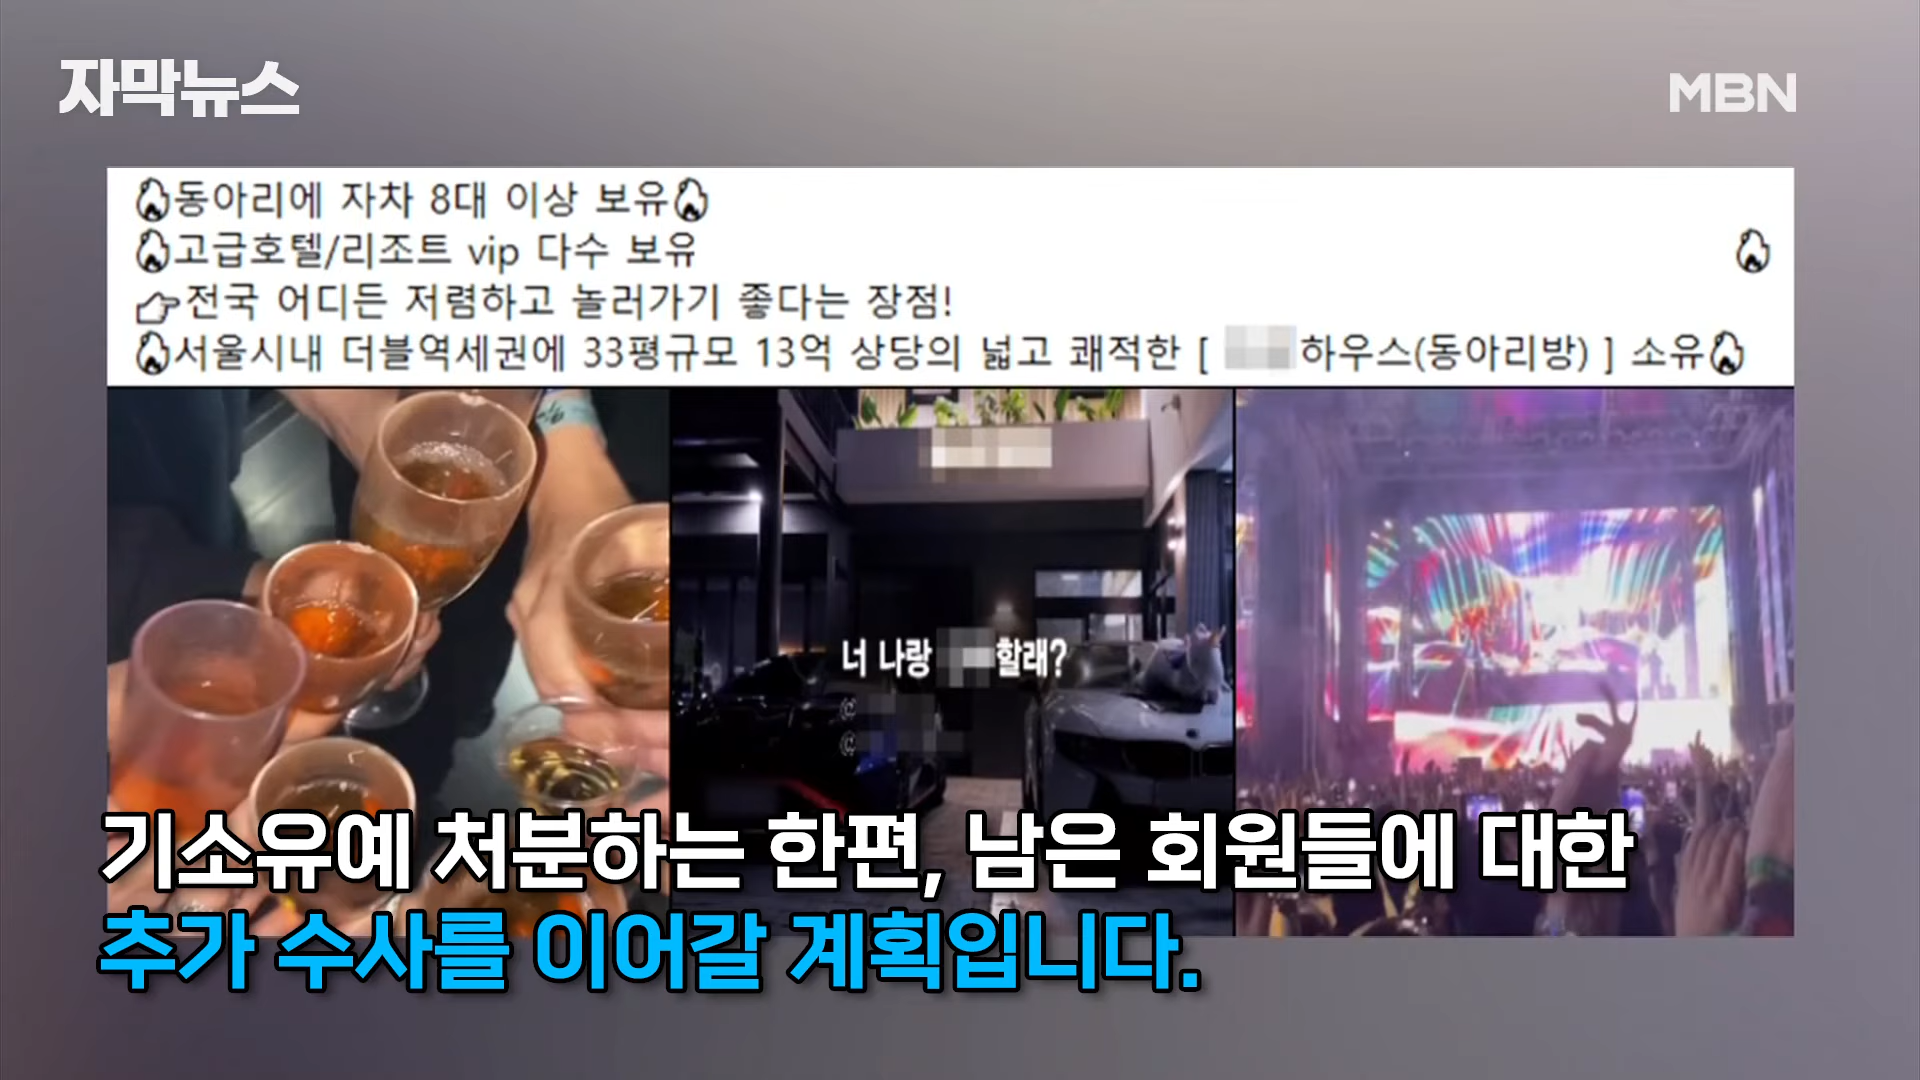 자막뉴스
MBN
동아리에 자차 8대 이상 보유
고급호텔/리조트 vip 다수 보유
전국 어디든 저렴하고 놀러가기 좋다는 장점!
서울시내 더블역세권에 33평규모 13억 상당의 넓고 쾌적한 [ 하우스(동아리방) ] 소유
너 나랑 할래?
@
@
기소유예 처분하는 한편, 남은 회원들에 대한
추가 수사를 이어갈 계획입니다.